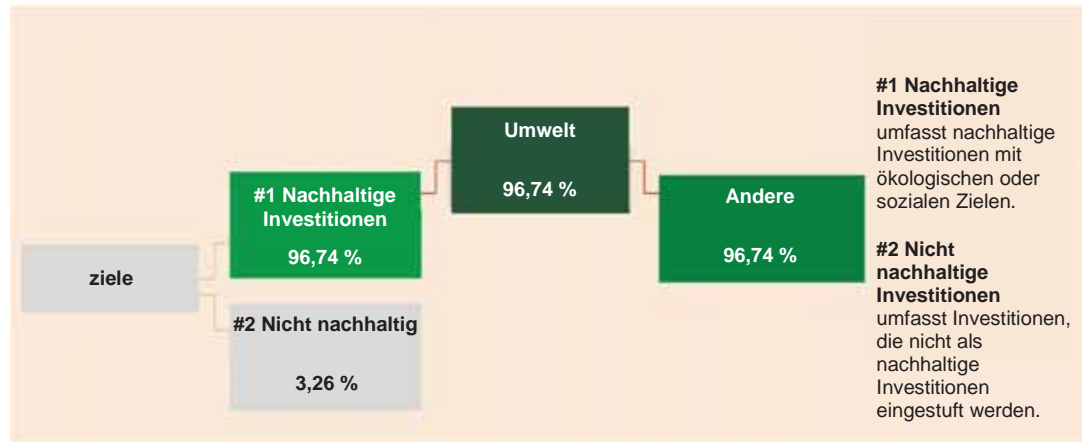 ziele
#1 Nachhaltige
Investitionen
96,74 %
#2 Nicht nachhaltig
3,26 %
Umwelt
96,74 %
Andere
96,74 %
#1 Nachhaltige
Investitionen
umfasst nachhaltige
Investitionen mit
ökologischen oder
sozialen Zielen.
#2 Nicht
nachhaltige
Investitionen
umfasst Investitionen,
die nicht als
nachhaltige
Investitionen
eingestuft werden.